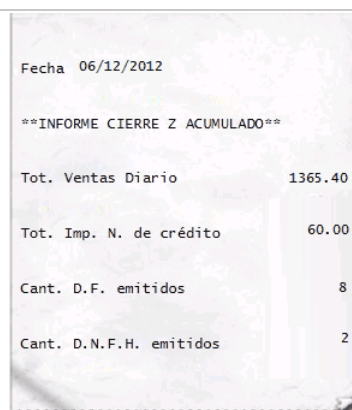 Fecha 06/12/2012
**INFORME CIERRE Z ACUMULADO**
Tot. Ventas Diario 1365.40
Tot. Imp. N. de crédito 60.00
Cant. D.F. emitidos 8
Cant. D.N.F.H. emitidos 2